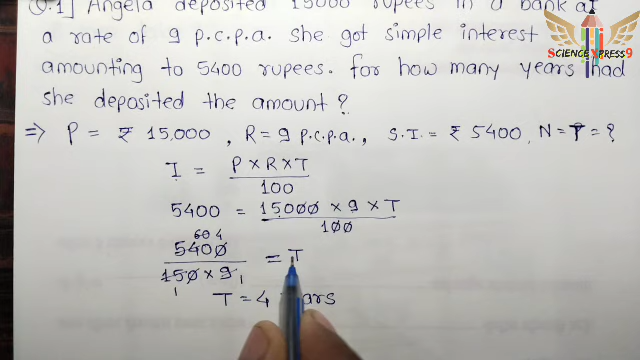 Q.1] Angela deposited 15000 rupees in a bank at
SCIENCEXPRESS9
a rate of 9 p.c.p.a. She got simple interest
amounting to 5400 rupees. For how many years had
she deposited the amount ?
⇒ P = ₹ 15,000 , R = 9 p.c.p.a., S.I. = ₹ 5400, N = T = ?
I = P × R × T
100
5400 = 15000 × 9 × T
100
60 4
5400 = T
150 × 9 1
1
T = 4